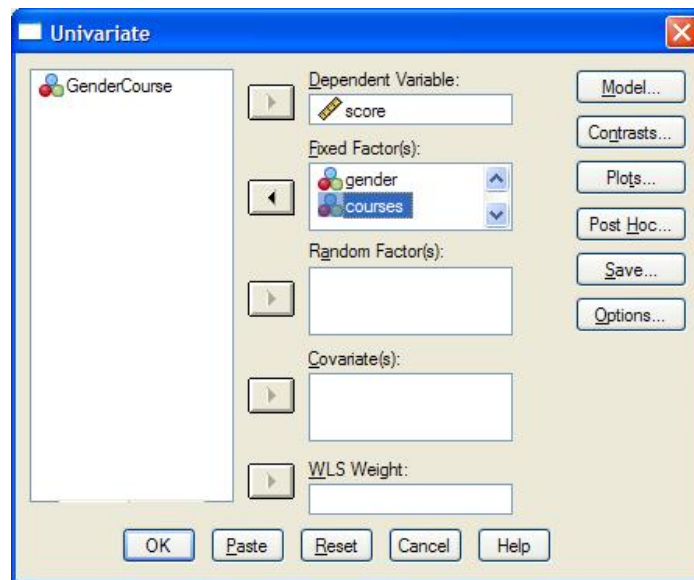 Univariate
GenderCourse
Dependent Variable:
score
Fixed Factor(s):
gender
courses
Random Factor(s):
Covariate(s):
WLS Weight:
Model...
Contrasts...
Plots...
Post Hoc...
Save...
Options...
OK
Paste
Reset
Cancel
Help